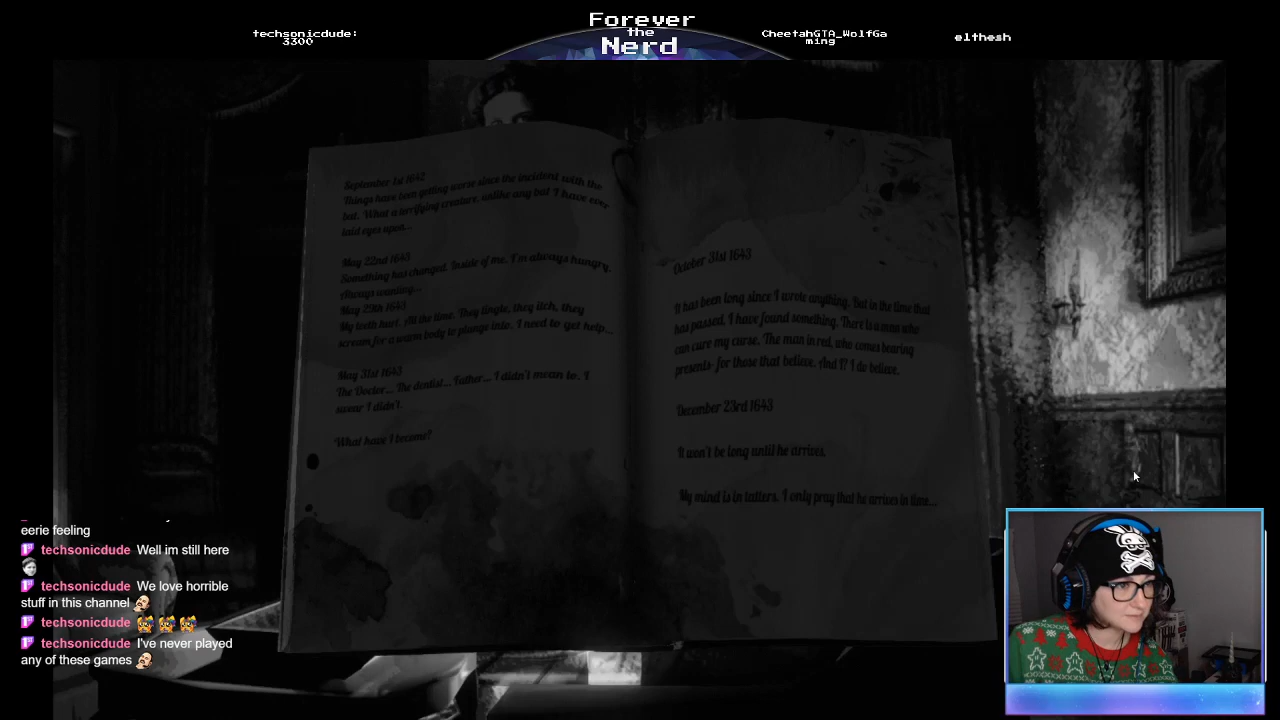 techsonicdude:
3300
Forever
the
Nerd
CheetahGTA_WolfGa
ming
elthesh
September 1st 1642
Things have been getting worse since the incident with the
bat. What a terrifying creature, unlike any bat I have ever
laid eyes upon...
May 22nd 1643
Something has changed. Inside of me. I'm always hungry.
Always wanting...
May 29th 1643
My teeth hurt. All the time. They tingle, they itch, they
scream for a warm body to plunge into. I need to get help...
May 31st 1643
The Doctor... The dentist... Father... I didn't mean to. I
swear I didn't.
What have I become?
October 31st 1643
It has been long since I wrote anything. But in the time that
has passed, I have found something. There is a man who
can cure my curse. The man in red, who comes bearing
presents- for those that believe. And I? I do believe.
December 23rd 1643
It won't be long until he arrives.
My mind is in tatters. I only pray that he arrives in time...
eerie feeling
techsonicdude Well im still here
techsonicdude We love horrible
stuff in this channel
techsonicdude
techsonicdude I've never played
any of these games